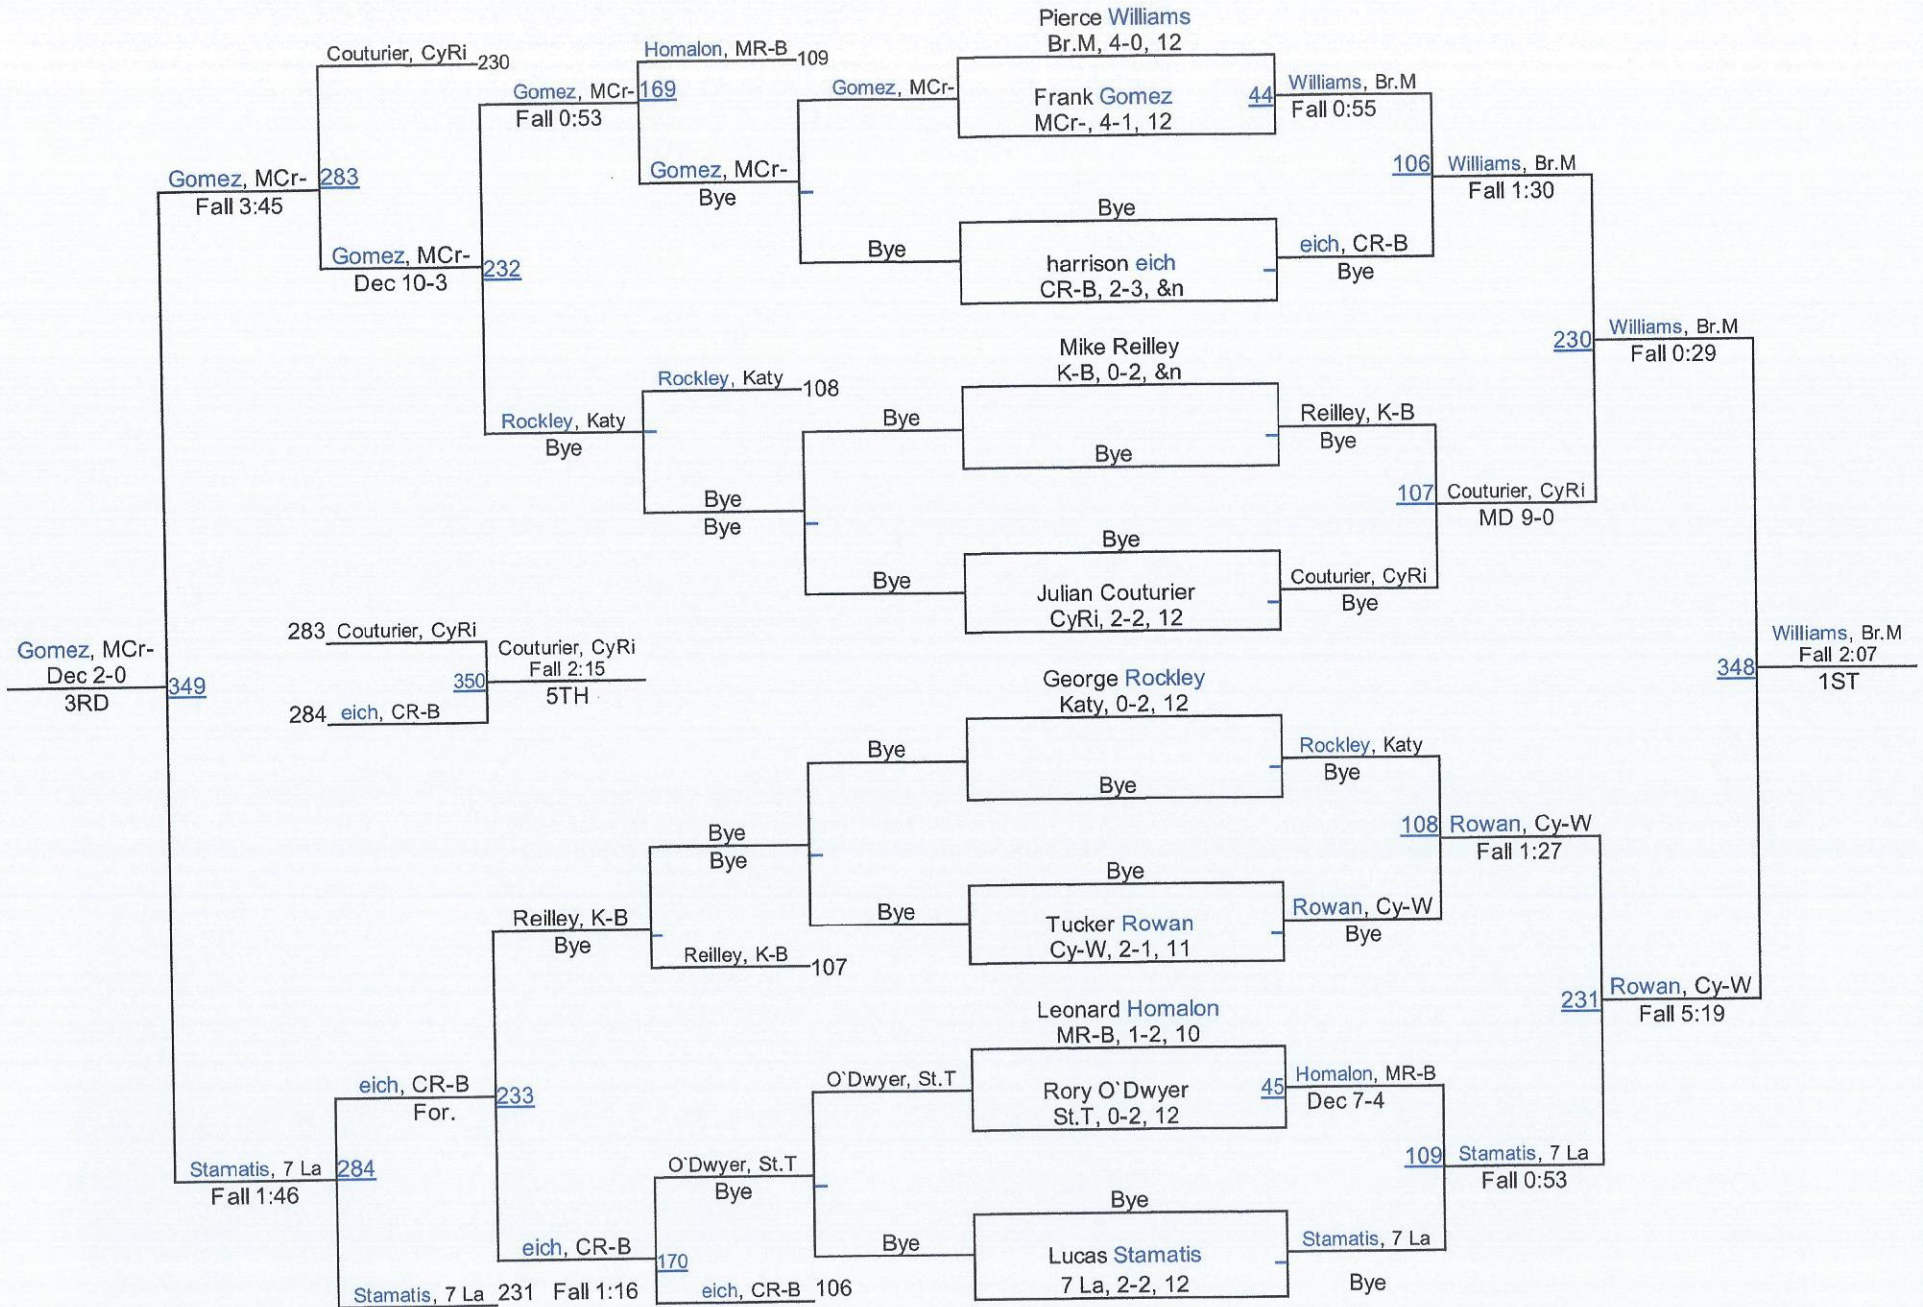 Pierce Williams
Br.M, 4-0, 12
Frank Gomez
MCr-, 4-1, 12
44
Williams, Br.M
Fall 0:55
Bye
harrison eich
CR-B, 2-3, &n
eich, CR-B
Bye
106
Williams, Br.M
Fall 1:30
Mike Reilley
K-B, 0-2, &n
Bye
Reilley, K-B
Bye
Bye
Julian Couturier
CyRi, 2-2, 12
Couturier, CyRi
Bye
107
Couturier, CyRi
MD 9-0
230
Williams, Br.M
Fall 0:29
George Rockley
Katy, 0-2, 12
Bye
Rockley, Katy
Bye
Bye
Tucker Rowan
Cy-W, 2-1, 11
Rowan, Cy-W
Bye
108
Rowan, Cy-W
Fall 1:27
Leonard Homalon
MR-B, 1-2, 10
Rory O`Dwyer
St.T, 0-2, 12
45
Homalon, MR-B
Dec 7-4
Bye
Lucas Stamatis
7 La, 2-2, 12
Stamatis, 7 La
Bye
109
Stamatis, 7 La
Fall 0:53
231
Rowan, Cy-W
Fall 5:19
348
Williams, Br.M
Fall 2:07
1ST
Gomez, MCr-
Bye
Gomez, MCr-
Bye
Homalon, MR-B
109
169
Gomez, MCr-
Fall 0:53
Bye
Bye
Bye
Bye
Rockley, Katy
108
Rockley, Katy
Bye
232
Gomez, MCr-
Dec 10-3
Couturier, CyRi
230
283
Gomez, MCr-
Fall 3:45
283
Couturier, CyRi
284
eich, CR-B
350
Couturier, CyRi
Fall 2:15
5TH
Bye
Bye
Bye
Bye
Reilley, K-B
107
Reilley, K-B
Bye
O`Dwyer, St.T
Bye
O`Dwyer, St.T
Bye
eich, CR-B
106
170
eich, CR-B
Fall 1:16
233
eich, CR-B
For.
Stamatis, 7 La
231
284
Stamatis, 7 La
Fall 1:46
349
Gomez, MCr-
Dec 2-0
3RD